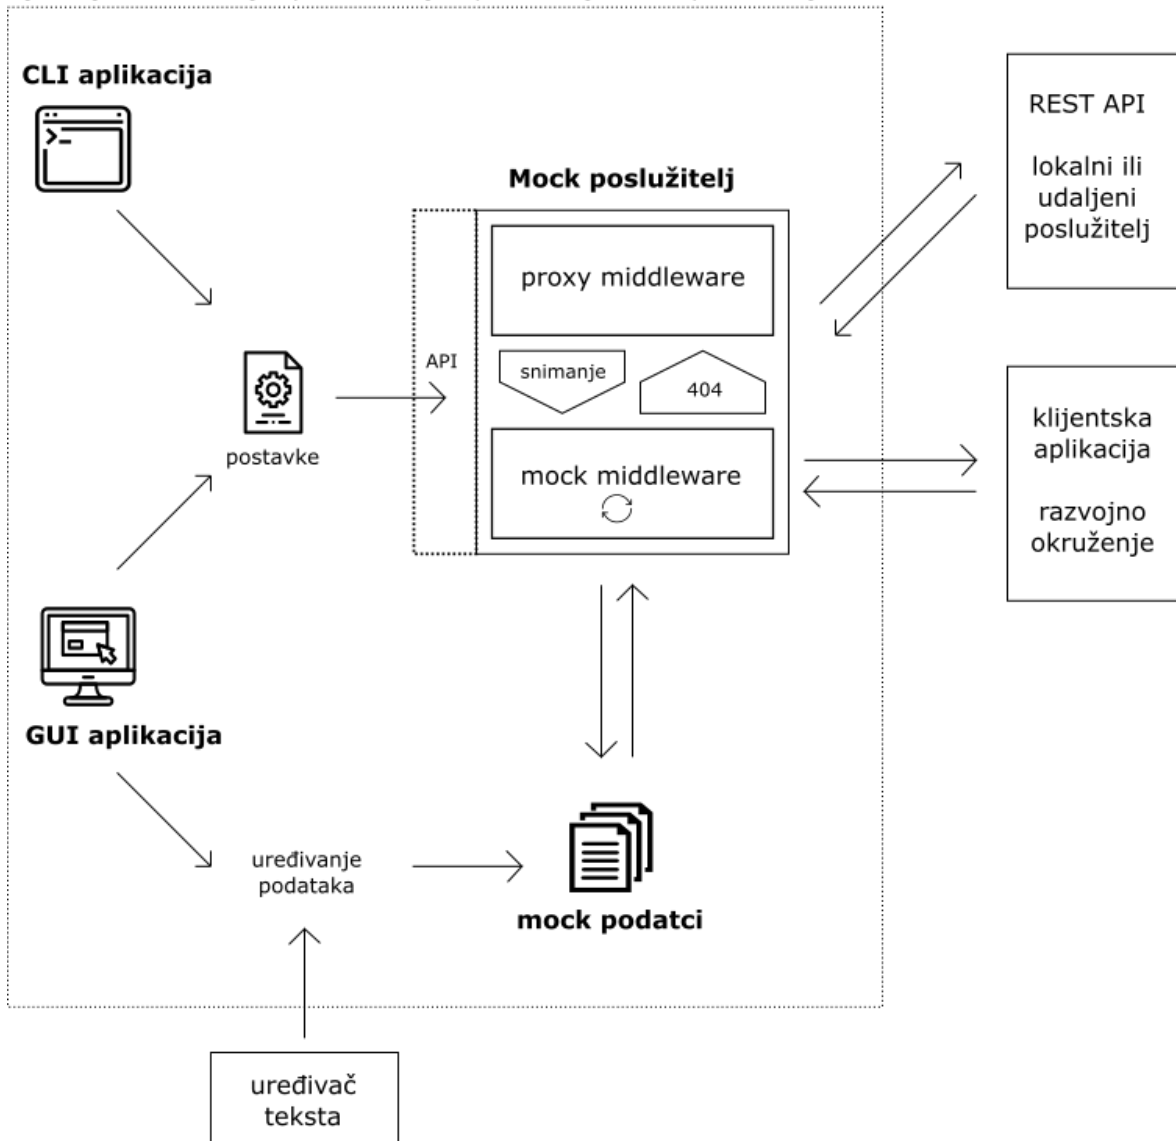 CLI aplikacija
>_
REST API
lokalni ili
udaljeni
poslužitelj
Mock poslužitelj
proxy middleware
API
snimanje
404
mock middleware
postavke
klijentska
aplikacija
razvojno
okruženje
GUI aplikacija
uređivanje
podataka
mock podatci
uređivač
teksta